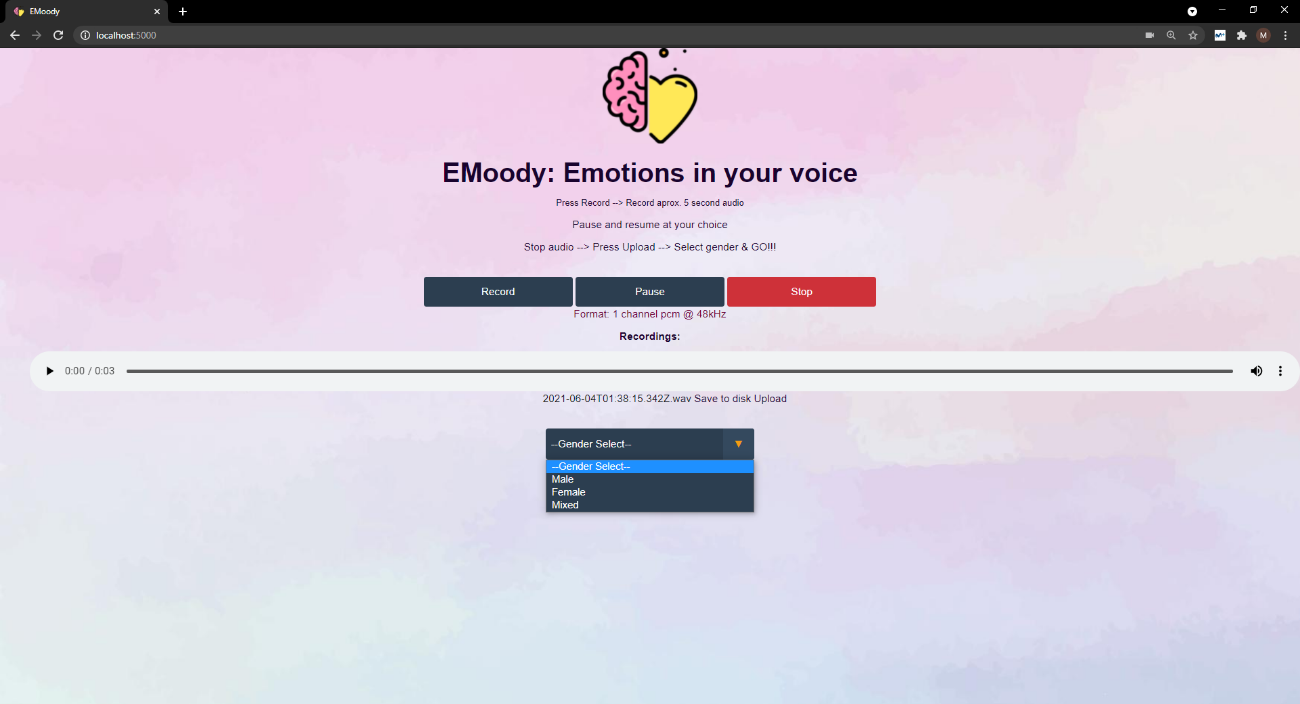 EMoody
localhost:5000
M
EMoody: Emotions in your voice
Press Record --> Record aprox. 5 second audio
Pause and resume at your choice
Stop audio --> Press Upload --> Select gender & GO!!!
Record Pause Stop
Format: 1 channel pcm @ 48kHz
Recordings:
0:00 / 0:03
2021-06-04T01:38:15.342Z.wav Save to disk Upload
--Gender Select--
--Gender Select--
Male
Female
Mixed